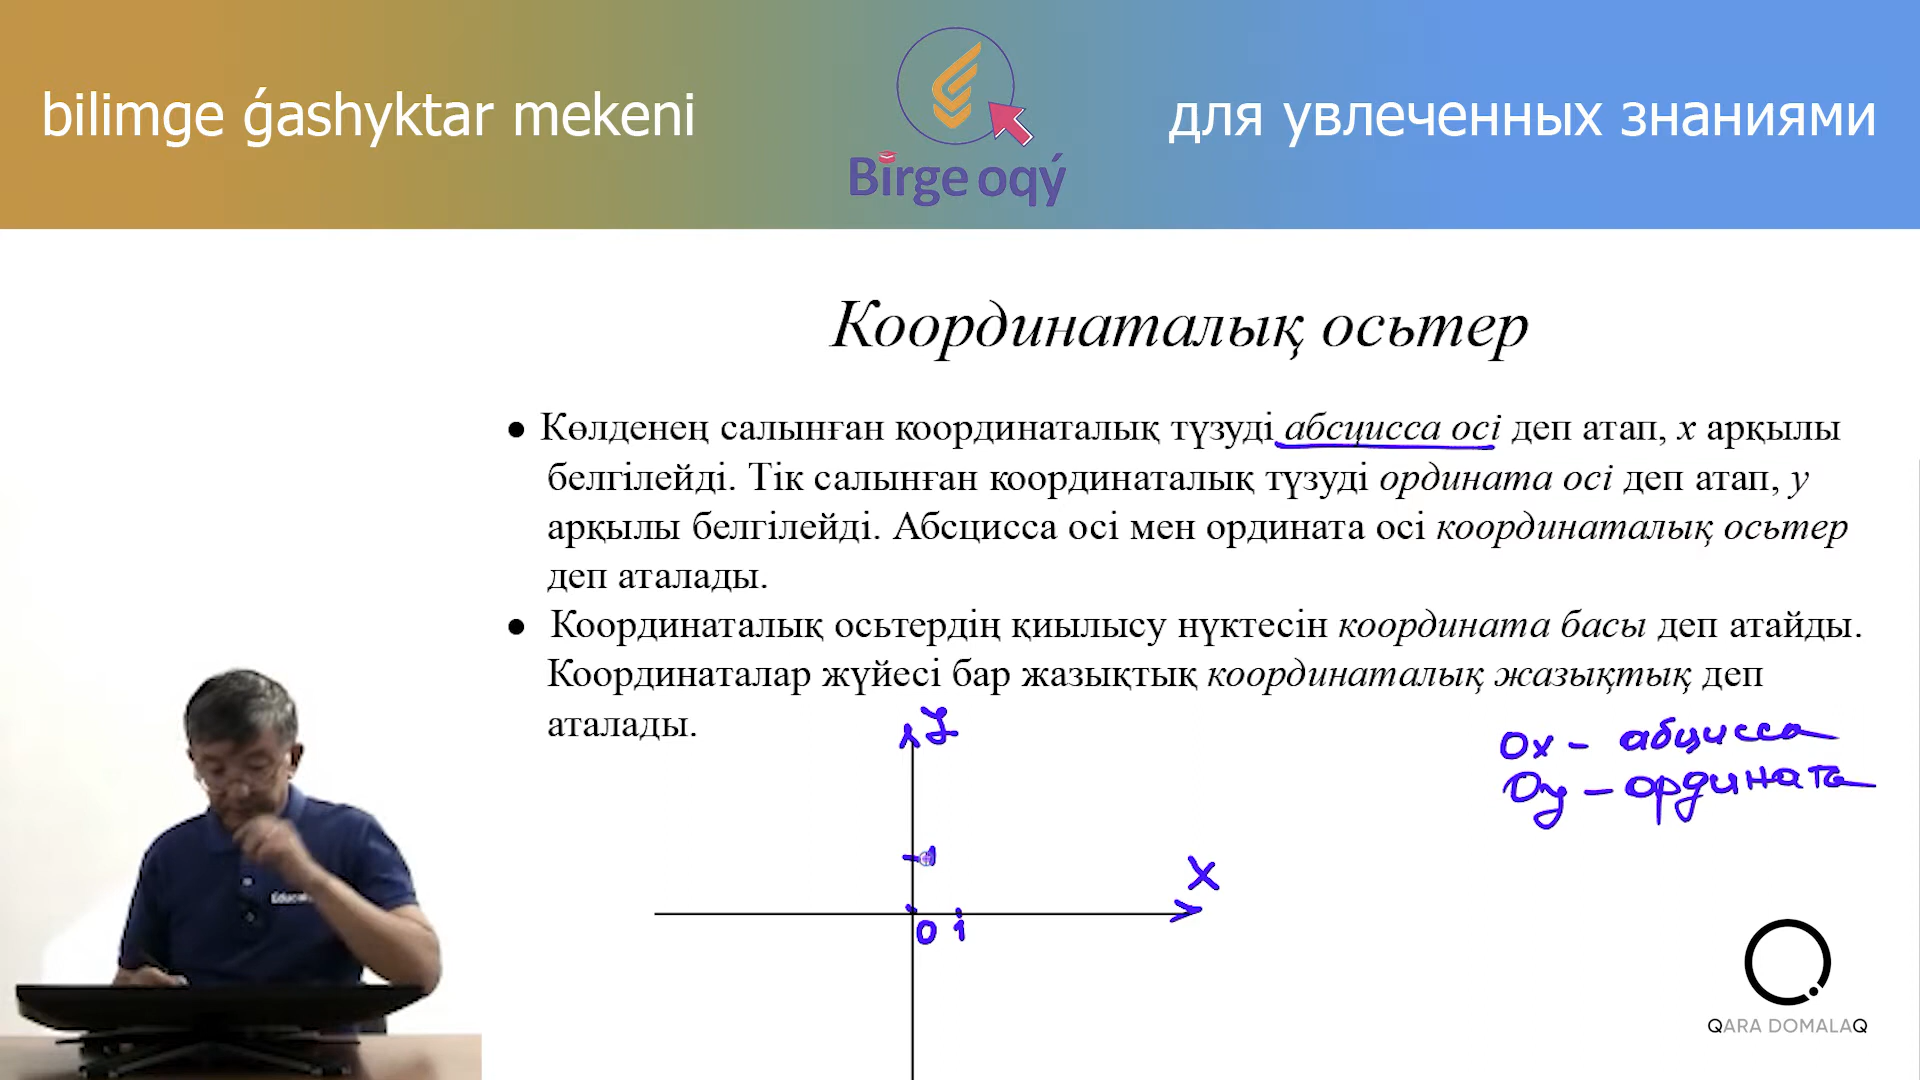 bilimge ǵashyktar mekeni
Birge oqý
для увлеченных знаниями
Координаталық осьтер
● Көлденең салынған координаталық түзуді абсцисса осі деп атап, x арқылы
белгілейді. Тік салынған координаталық түзуді ордината осі деп атап, y
арқылы белгілейді. Абсцисса осі мен ордината осі координаталық осьтер
деп аталады.
● Координаталық осьтердің қиылысу нүктесін координата басы деп атайды.
Координаталар жүйесі бар жазықтық координаталық жазықтық деп
аталады.
y
Ox - абцисса
Oy - ордината
X
0 1
QARA DOMALAQ